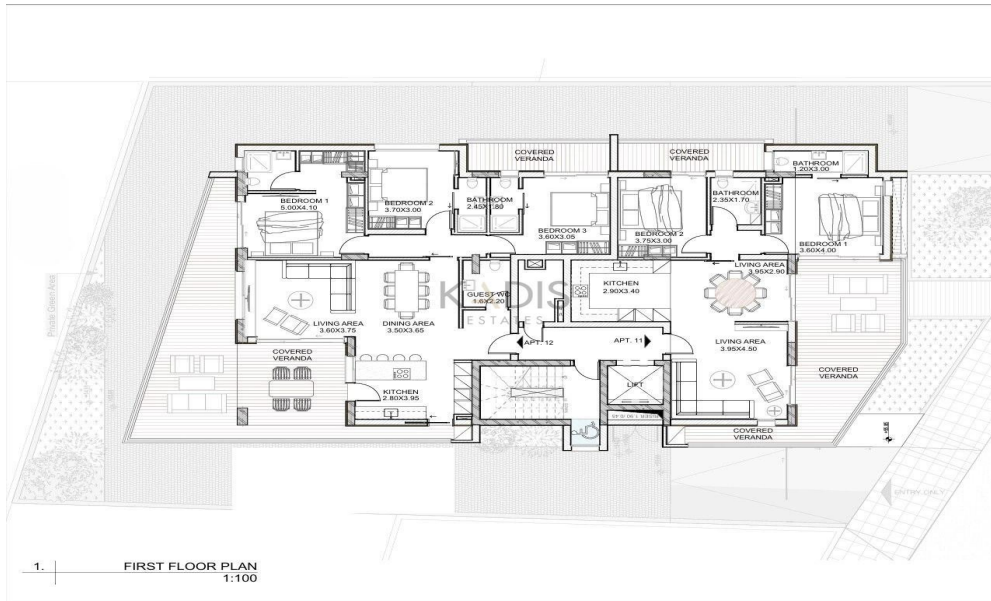 COVERED
VERANDA
COVERED
VERANDA
BATHROOM
.20X3.00
BEDROOM 1
5.00X4.10
BEDROOM 2
3.70X3.00
BATHROOM
2.45X1.80
BEDROOM 3
3.60X3.05
BEDROOM 2
3.75X3.00
BATHROOM
2.35X1.70
BEDROOM 1
3.60X4.00
LIVING AREA
3.95X2.90
KITCHEN
2.90X3.40
GUEST WC
1.6X2.20
KADIS
ESTATES
LIVING AREA
3.60X3.75
DINING AREA
3.50X3.65
APT. 12
APT. 11
LIVING AREA
3.95X4.50
COVERED
VERANDA
COVERED
VERANDA
KITCHEN
2.80X3.95
LIFT
COVERED
VERANDA
Private Green Area
ENTRY ONLY
1.
FIRST FLOOR PLAN
1:100